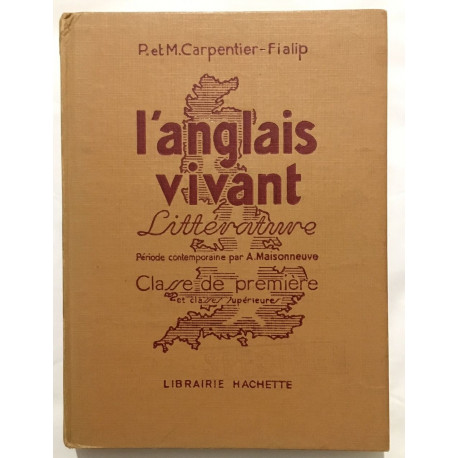 P. et M. Carpentier-Fialip
l'anglais
vivant
Littérature
Période contemporaine par A. Maisonneuve
Classe de première
et classes supérieures
LIBRAIRIE HACHETTE